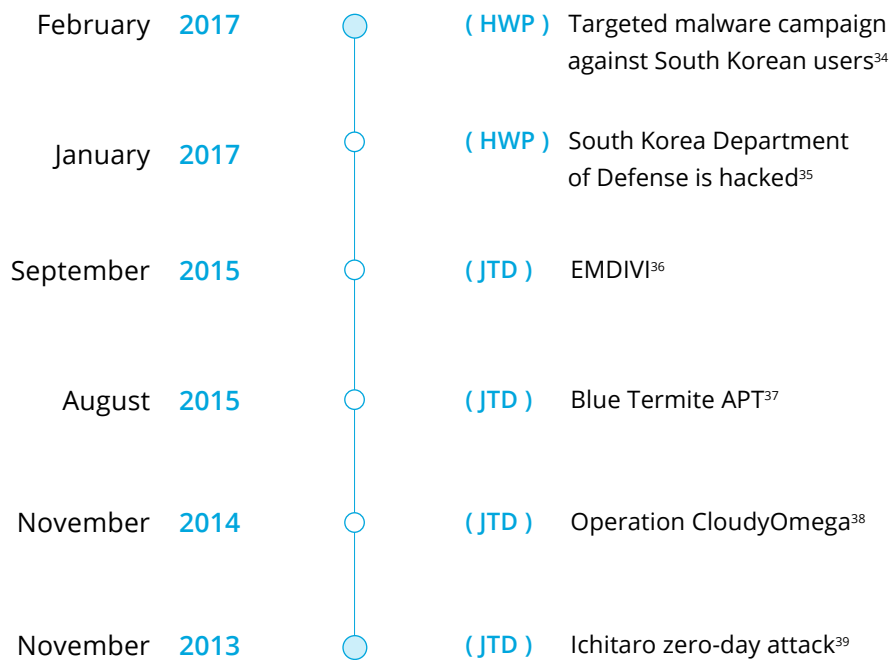 February 2017 ( HWP ) Targeted malware campaign
against South Korean users³⁴
January 2017 ( HWP ) South Korea Department
of Defense is hacked³⁵
September 2015 ( JTD ) EMDIVI³⁶
August 2015 ( JTD ) Blue Termite APT³⁷
November 2014 ( JTD ) Operation CloudyOmega³⁸
November 2013 ( JTD ) Ichitaro zero-day attack³⁹